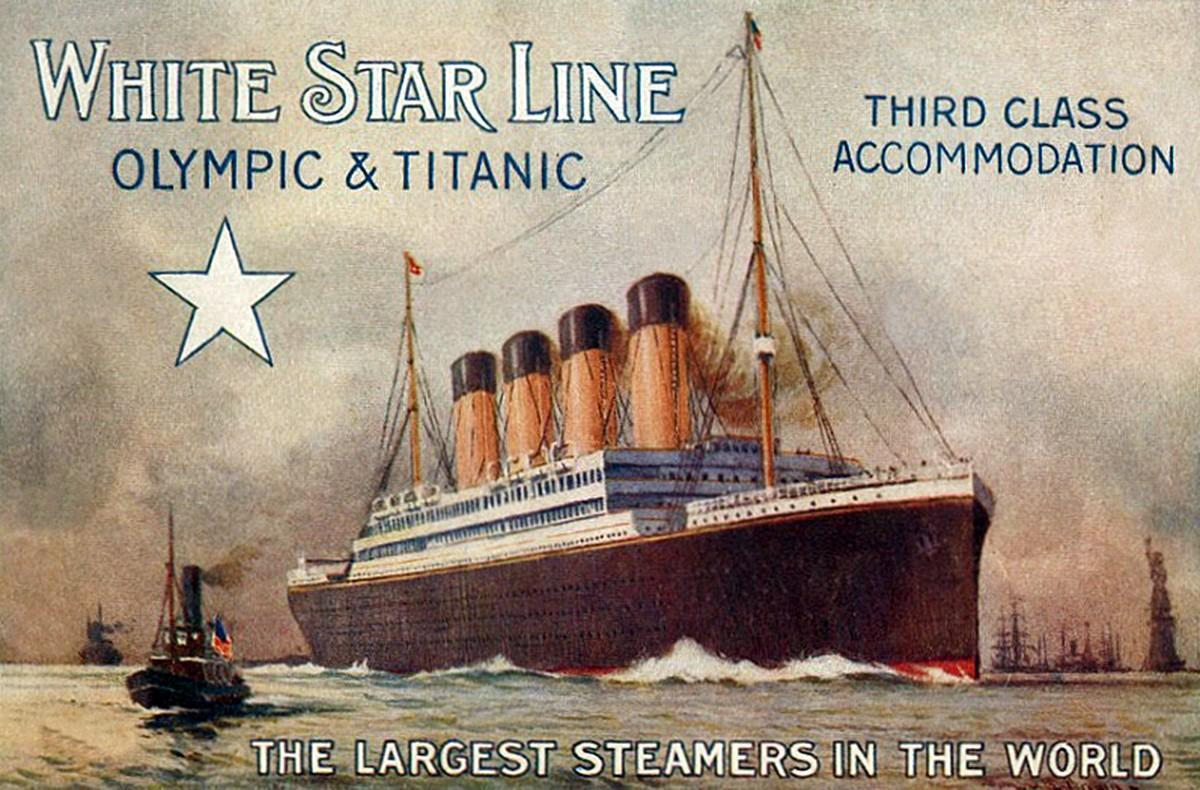 WHITE STAR LINE
OLYMPIC & TITANIC
THIRD CLASS
ACCOMMODATION
THE LARGEST STEAMERS IN THE WORLD